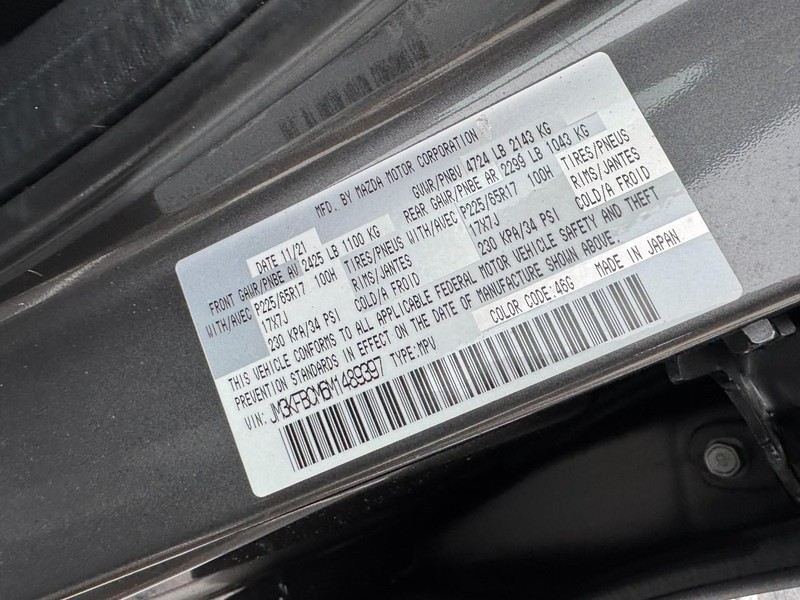 MFD. BY MAZDA MOTOR CORPORATION
DATE 11/21 GVWR/PNBV 4724 LB 2143 KG
FRONT GAWR/PNBE AV 2425 LB 1100 KG REAR GAWR/PNBE AR 2299 LB 1043 KG
WITH/AVEC P225/65R17 100H TIRES/PNEUS WITH/AVEC P225/65R17 100H TIRES/PNEUS
17X7J RIMS/JANTES 17X7J RIMS/JANTES
230 KPA/34 PSI COLD/A FROID 230 KPA/34 PSI COLD/A FROID
THIS VEHICLE CONFORMS TO ALL APPLICABLE FEDERAL MOTOR VEHICLE SAFETY AND THEFT
PREVENTION STANDARDS IN EFFECT ON THE DATE OF MANUFACTURE SHOWN ABOVE.
VIN: JM3KFBCM6M1489397 TYPE:MPV COLOR CODE:46G MADE IN JAPAN